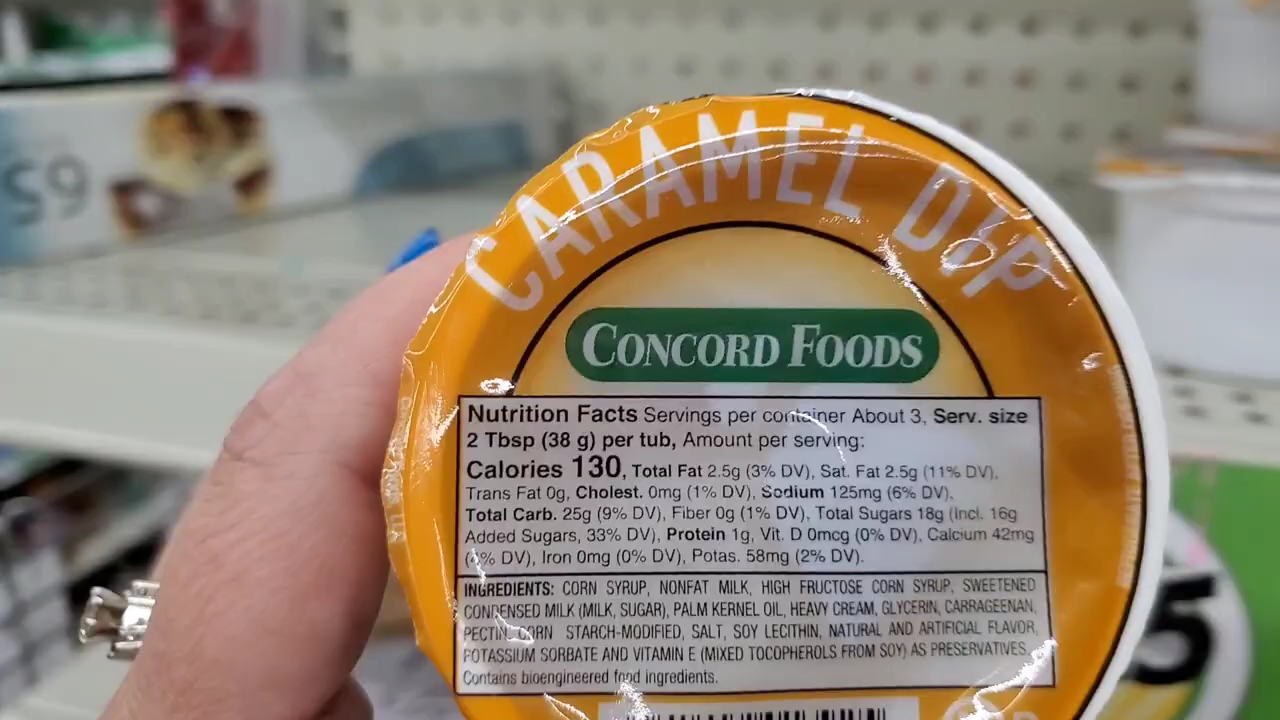 CARAMEL DIP
CONCORD FOODS
Nutrition Facts Servings per container About 3, Serv. size
2 Tbsp (38 g) per tub, Amount per serving:
Calories 130, Total Fat 2.5g (3% DV), Sat. Fat 2.5g (11% DV),
Trans Fat 0g, Cholest. 0mg (1% DV), Sodium 125mg (6% DV),
Total Carb. 25g (9% DV), Fiber 0g (1% DV), Total Sugars 18g (Incl. 16g
Added Sugars, 33% DV), Protein 1g, Vit. D 0mcg (0% DV), Calcium 42mg
(4% DV), Iron 0mg (0% DV), Potas. 58mg (2% DV).
INGREDIENTS: CORN SYRUP, NONFAT MILK, HIGH FRUCTOSE CORN SYRUP, SWEETENED
CONDENSED MILK (MILK, SUGAR), PALM KERNEL OIL, HEAVY CREAM, GLYCERIN, CARRAGEENAN,
PECTIN, CORN STARCH-MODIFIED, SALT, SOY LECITHIN, NATURAL AND ARTIFICIAL FLAVOR,
POTASSIUM SORBATE AND VITAMIN E (MIXED TOCOPHEROLS FROM SOY) AS PRESERVATIVES.
Contains bioengineered food ingredients.
5